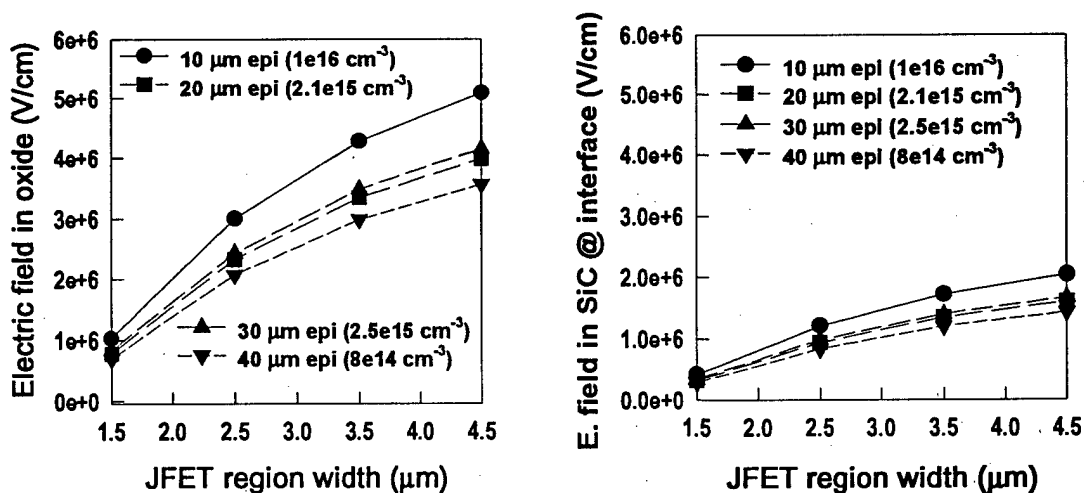 Electric field in oxide (V/cm)
6e+6
5e+6
4e+6
3e+6
2e+6
1e+6
0e+0
10 µm epi (1e16 cm-3)
20 µm epi (2.1e15 cm-3)
30 µm epi (2.5e15 cm-3)
40 µm epi (8e14 cm-3)
1.5 2.0 2.5 3.0 3.5 4.0 4.5
JFET region width (µm)
E. field in SiC @ interface (V/cm)
6.0e+6
5.0e+6
4.0e+6
3.0e+6
2.0e+6
1.0e+6
0.0e+0
10 µm epi (1e16 cm-3)
20 µm epi (2.1e15 cm-3)
30 µm epi (2.5e15 cm-3)
40 µm epi (8e14 cm-3)
1.5 2.0 2.5 3.0 3.5 4.0 4.5
JFET region width (µm)